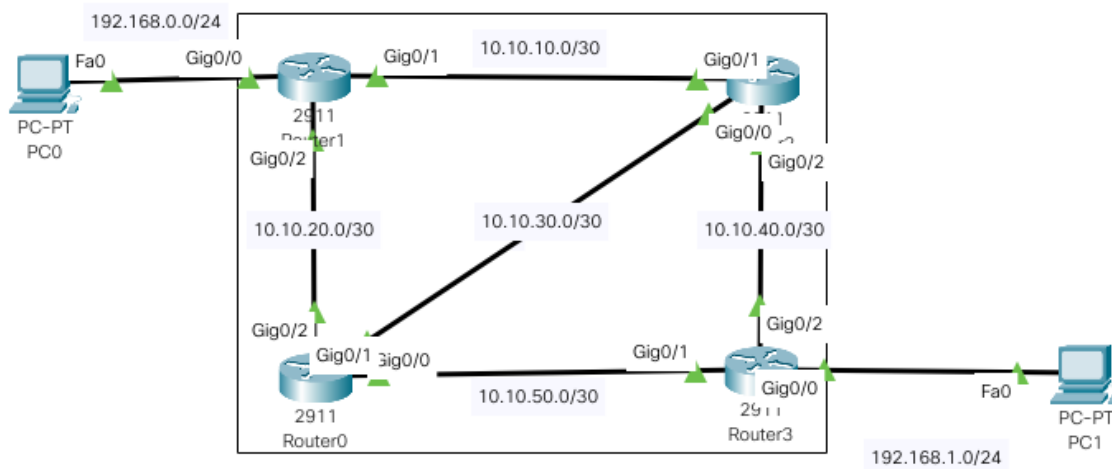 192.168.0.0/24
Fa0
Gig0/0
Gig0/1
10.10.10.0/30
Gig0/1
PC-PT
PC0
2911
Router1
Gig0/0
Gig0/2
Gig0/2
10.10.20.0/30
10.10.30.0/30
10.10.40.0/30
Gig0/2
Gig0/2
Gig0/1
Gig0/0
Gig0/1
2911
Router0
10.10.50.0/30
Gig0/0
2911
Router3
Fa0
PC-PT
PC1
192.168.1.0/24